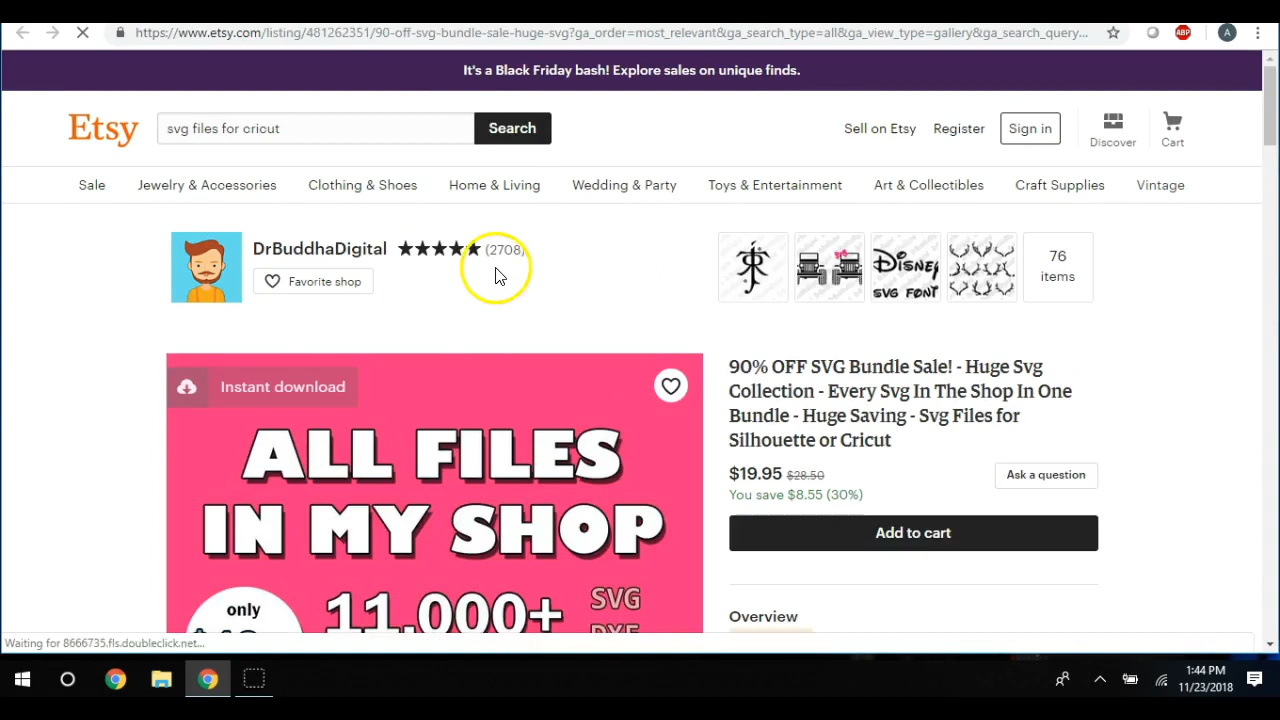 https://www.etsy.com/listing/481262351/90-off-svg-bundle-sale-huge-svg?ga_order=most_relevant&ga_search_type=all&ga_view_type=gallery&ga_search_query...
ABP
A
It's a Black Friday bash! Explore sales on unique finds.
Etsy
svg files for cricut
Search
Sell on Etsy
Register
Sign in
Discover
Cart
Sale
Jewelry & Accessories
Clothing & Shoes
Home & Living
Wedding & Party
Toys & Entertainment
Art & Collectibles
Craft Supplies
Vintage
DrBuddhaDigital ★★★★★ (2708)
Favorite shop
Disney
SVG FONT
76
items
Instant download
ALL FILES
IN MY SHOP
only
11,000+
SVG
DXF
90% OFF SVG Bundle Sale! - Huge Svg
Collection - Every Svg In The Shop In One
Bundle - Huge Saving - Svg Files for
Silhouette or Cricut
$19.95 $28.50
You save $8.55 (30%)
Ask a question
Add to cart
Overview
Waiting for 8666735.fls.doubleclick.net...
1:44 PM
11/23/2018